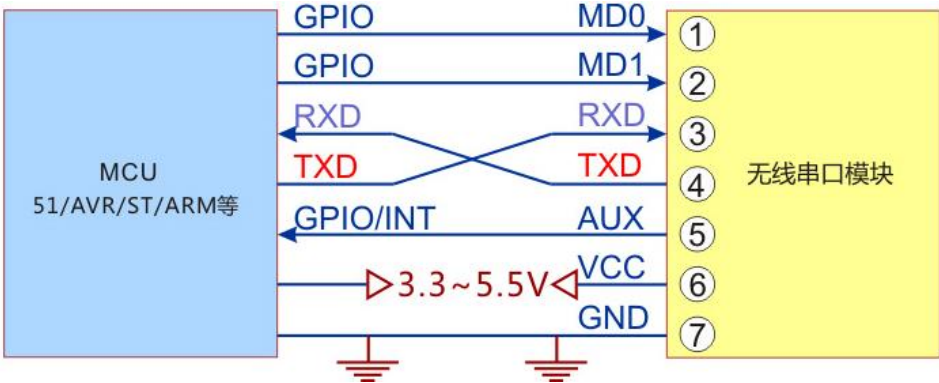 GPIO MD0 ①
GPIO MD1 ②
RXD RXD ③
TXD TXD ④
MCU
51/AVR/ST/ARM等
无线串口模块
GPIO/INT AUX ⑤
3.3~5.5V VCC ⑥
GND ⑦